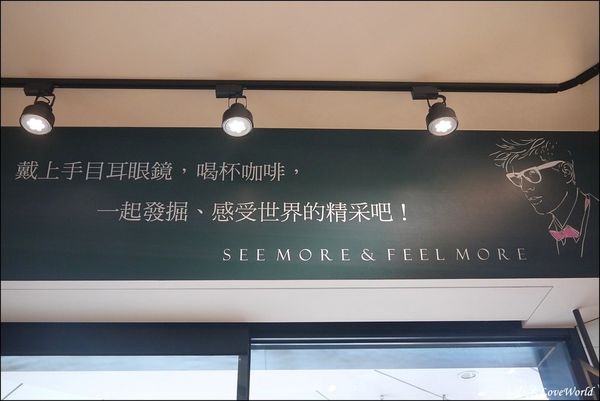 戴上手目耳眼鏡，喝杯咖啡，
一起發掘、感受世界的精采吧！
SEE MORE & FEEL MORE
LoveWorld